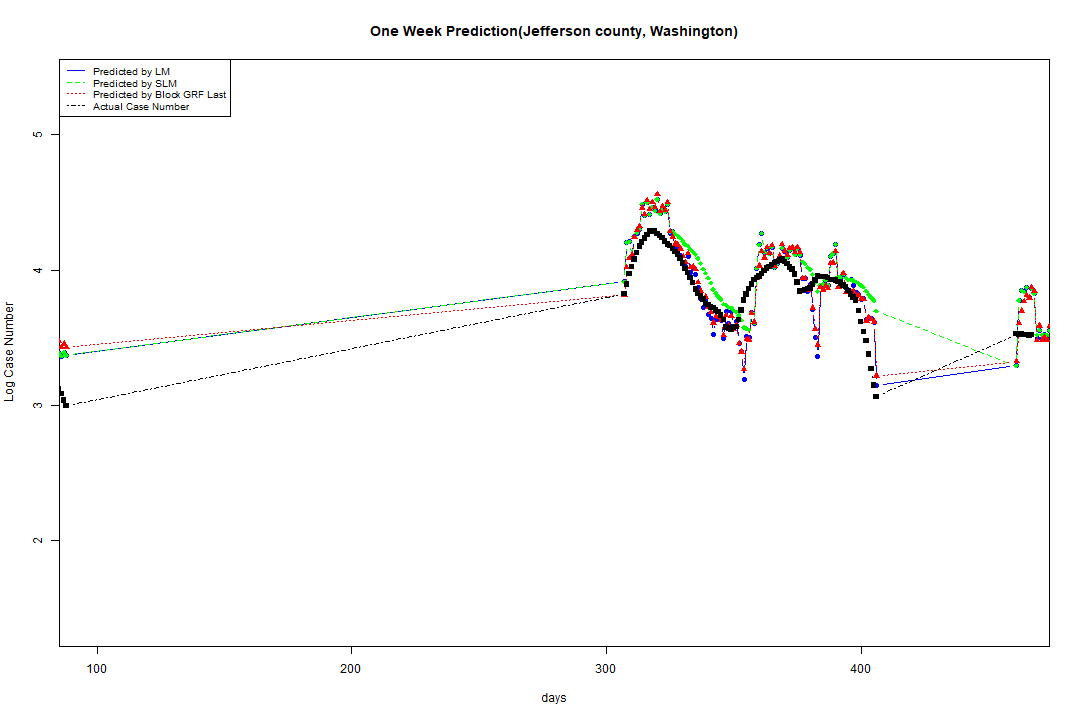 One Week Prediction(Jefferson county, Washington)
Predicted by LM
Predicted by SLM
Predicted by Block GRF Last
Actual Case Number
5
4
3
2
Log Case Number
100 200 300 400
days